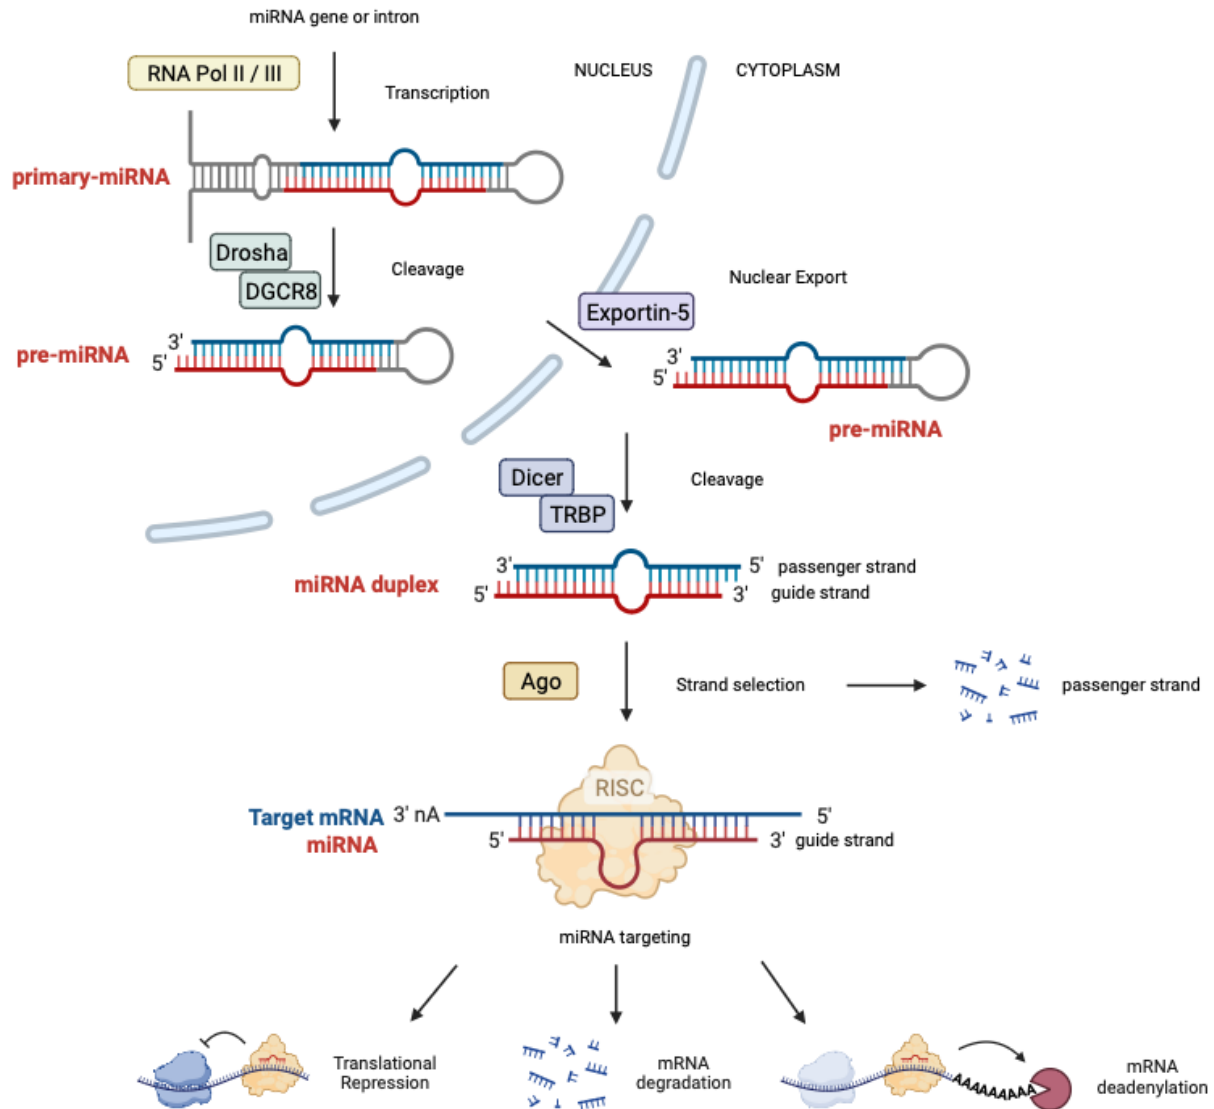 miRNA gene or intron
RNA Pol II / III
NUCLEUS
CYTOPLASM
Transcription
primary-miRNA
Drosha
DGCR8
Cleavage
Nuclear Export
Exportin-5
pre-miRNA
3'
5'
3'
5'
pre-miRNA
Dicer
TRBP
Cleavage
miRNA duplex
3'
5'
passenger strand
5'
3'
guide strand
Ago
Strand selection
passenger strand
RISC
Target mRNA
3' nA
5'
miRNA
5'
3'
guide strand
miRNA targeting
Translational
Repression
mRNA
degradation
AAAAAAAAA
mRNA
deadenylation